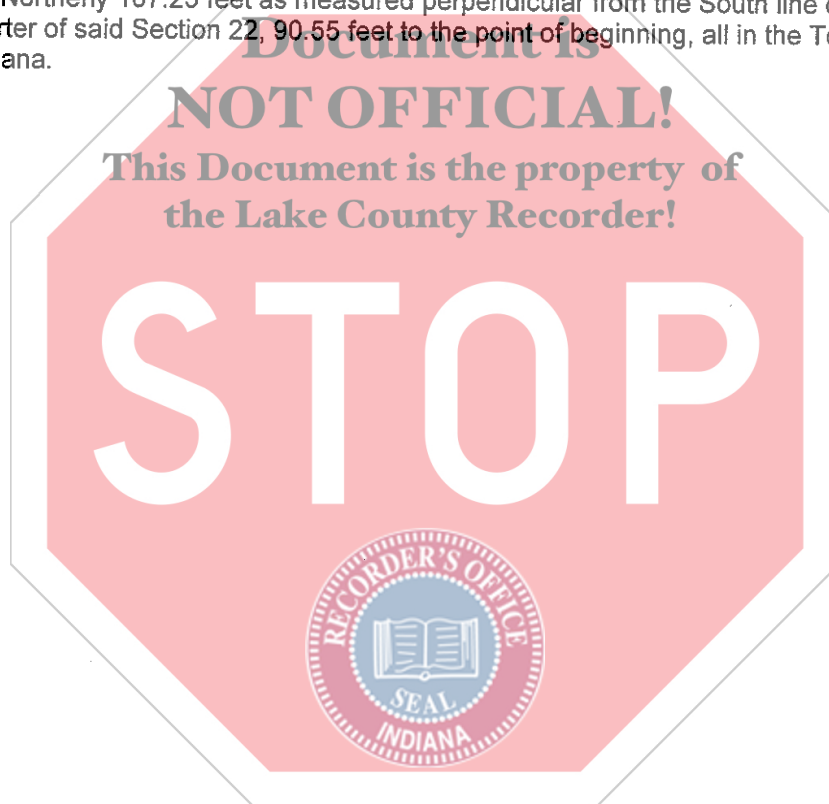 Northerly 167.25 feet as measured perpendicular from the South line
rter of said Section 22, 90.55 feet to the point of beginning, all in the T
ana.
Document is
NOT OFFICIAL!
This Document is the property of
the Lake County Recorder!
STOP
RECORDER'S OFFICE
SEAL
INDIANA